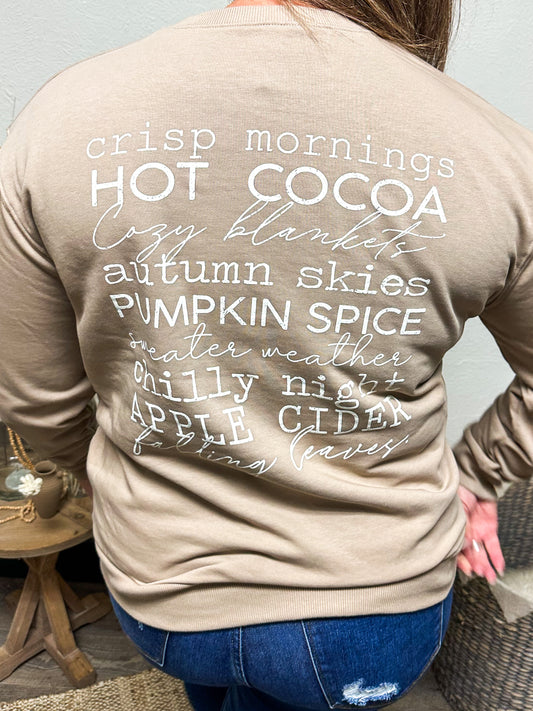 crisp mornings
HOT COCOA
Cozy blankets
autumn skies
PUMPKIN SPICE
sweater weather
chilly night
APPLE CIDER
falling leaves